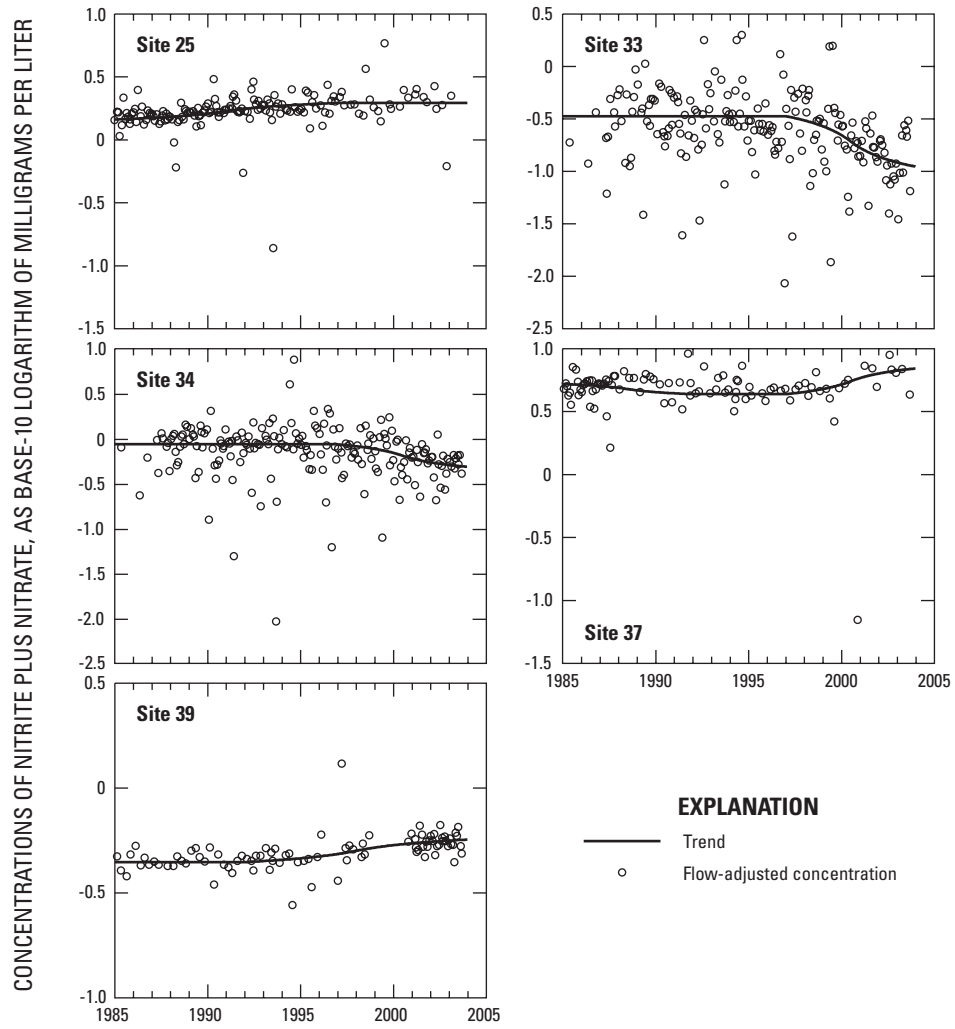 CONCENTRATIONS OF NITRITE PLUS NITRATE, AS BASE-10 LOGARITHM OF MILLIGRAMS PER LITER
1.0
Site 25
0.5
0
-0.5
-1.0
-1.5
0.5
Site 33
0
-0.5
-1.0
-1.5
-2.0
-2.5
1.0
Site 34
0.5
0
-0.5
-1.0
-1.5
-2.0
-2.5
1.0
0.5
0
-0.5
-1.0
Site 37
-1.5
1985 1990 1995 2000 2005
0.5
Site 39
0
-0.5
-1.0
1985 1990 1995 2000 2005
EXPLANATION
Trend
Flow-adjusted concentration